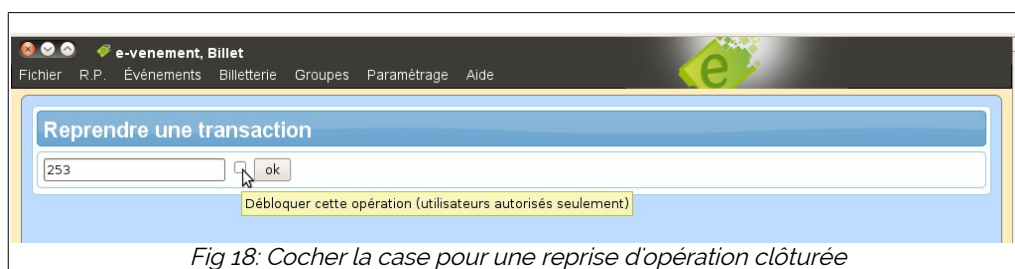 e-venement, Billet
Fichier R.P. Événements Billetterie Groupes Paramétrage Aide
e
Reprendre une transaction
253 ok
Débloquer cette opération (utilisateurs autorisés seulement)
Fig 18: Cocher la case pour une reprise d'opération clôturée